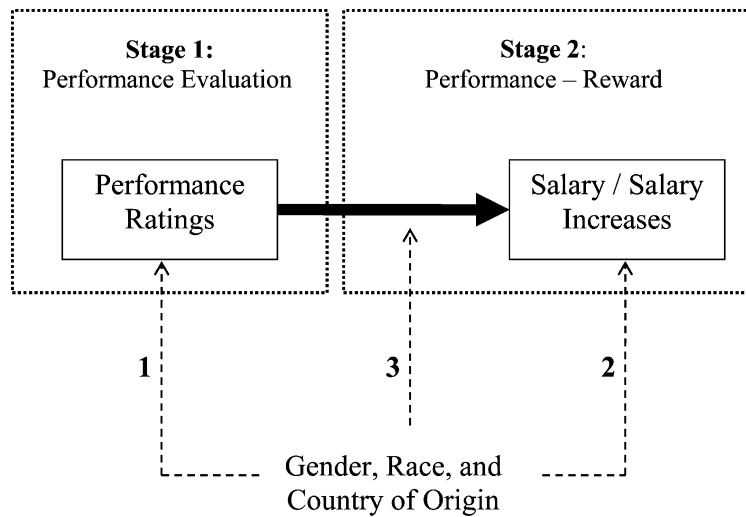 Stage 1:
Performance Evaluation
Stage 2:
Performance – Reward
Performance
Ratings
Salary / Salary
Increases
1
3
2
Gender, Race, and
Country of Origin